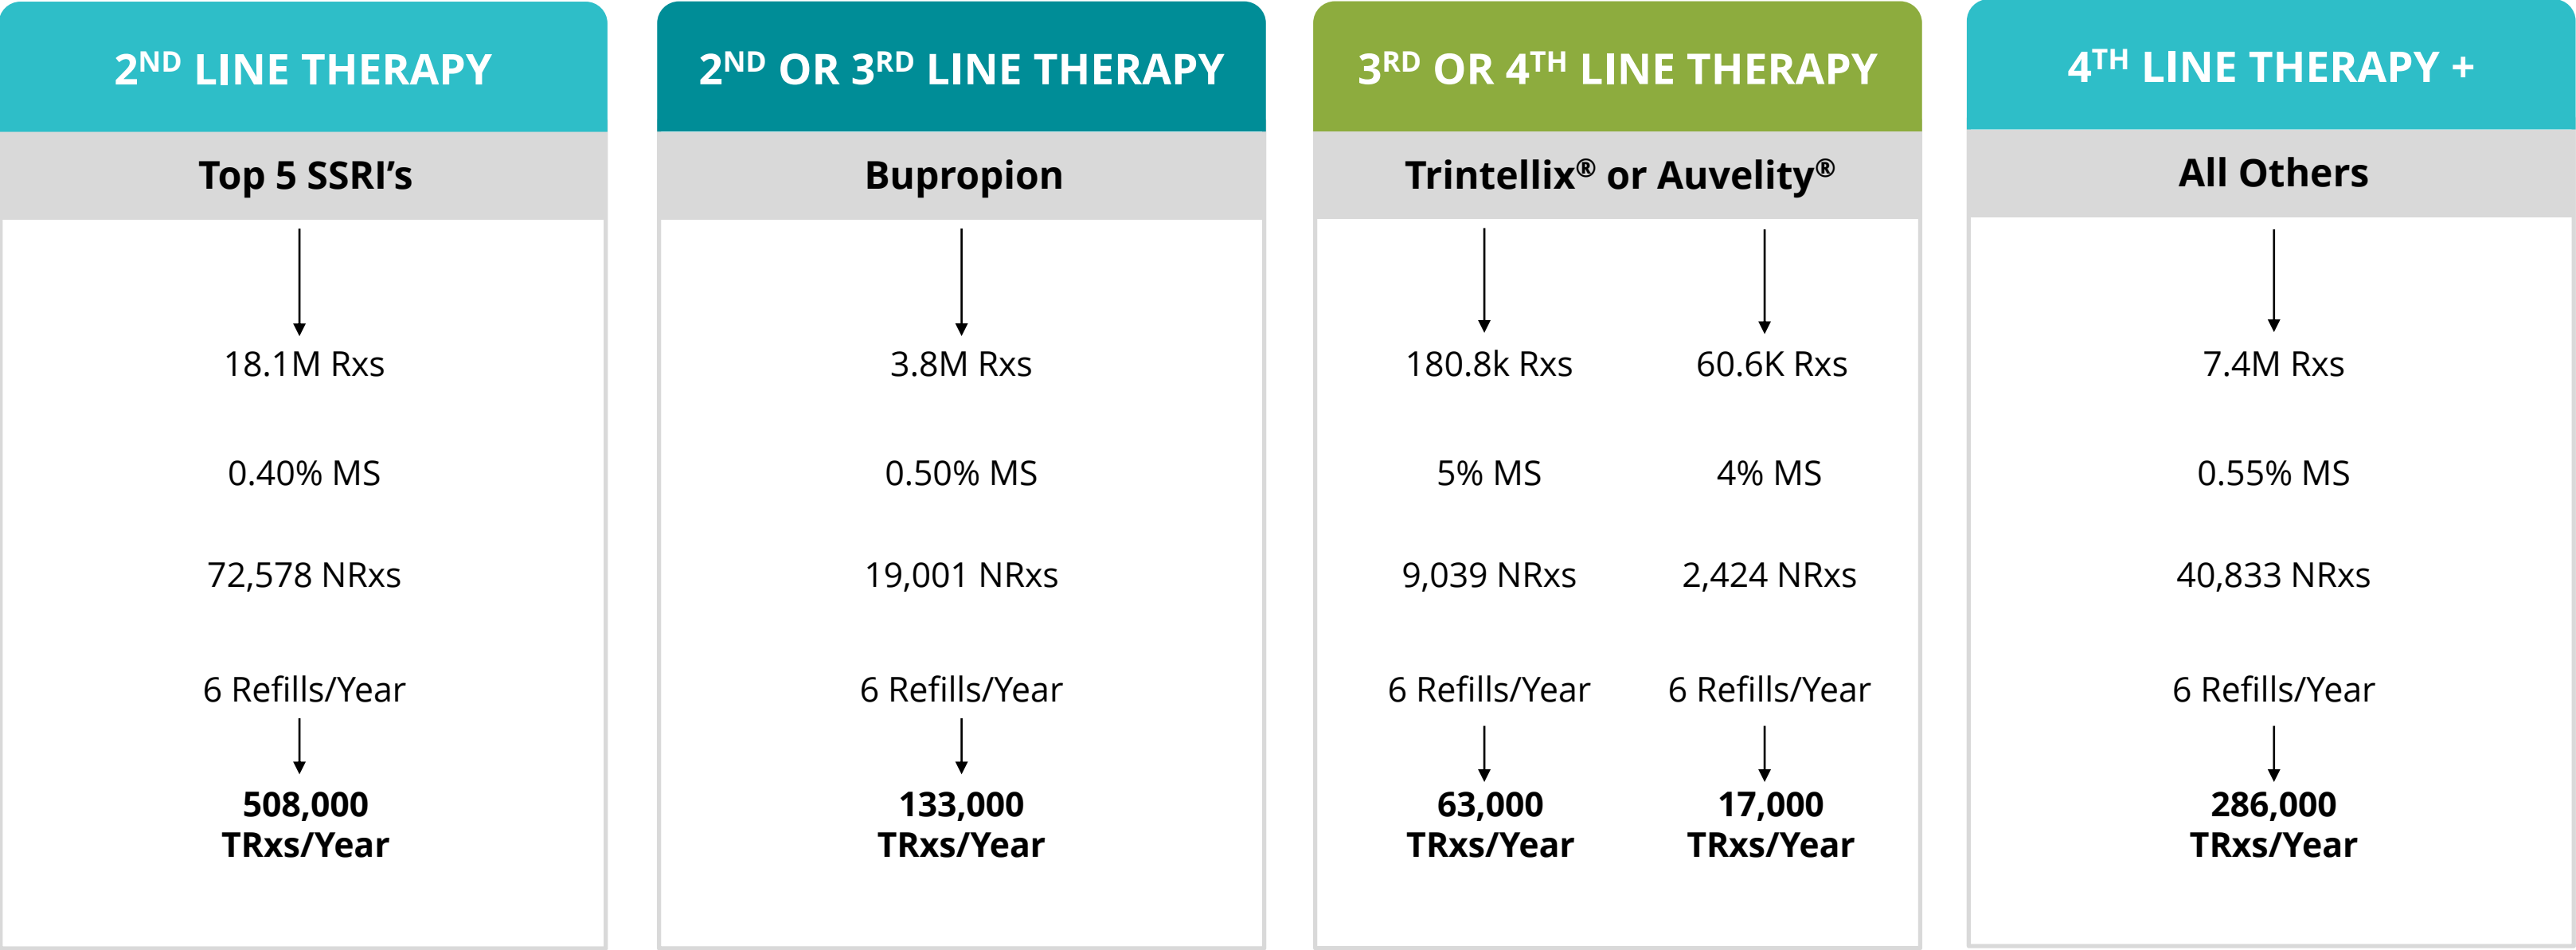 2ND LINE THERAPY
Top 5 SSRI's
18.1M Rxs
0.40% MS
72,578 NRxs
6 Refills/Year
508,000
TRxs/Year
2ND OR 3RD LINE THERAPY
Bupropion
3.8M Rxs
0.50% MS
19,001 NRxs
6 Refills/Year
133,000
TRxs/Year
3RD OR 4TH LINE THERAPY
Trintellix® or Auvelity®
180.8k Rxs
5% MS
9,039 NRxs
6 Refills/Year
63,000
TRxs/Year
60.6K Rxs
4% MS
2,424 NRxs
6 Refills/Year
17,000
TRxs/Year
4TH LINE THERAPY +
All Others
7.4M Rxs
0.55% MS
40,833 NRxs
6 Refills/Year
286,000
TRxs/Year